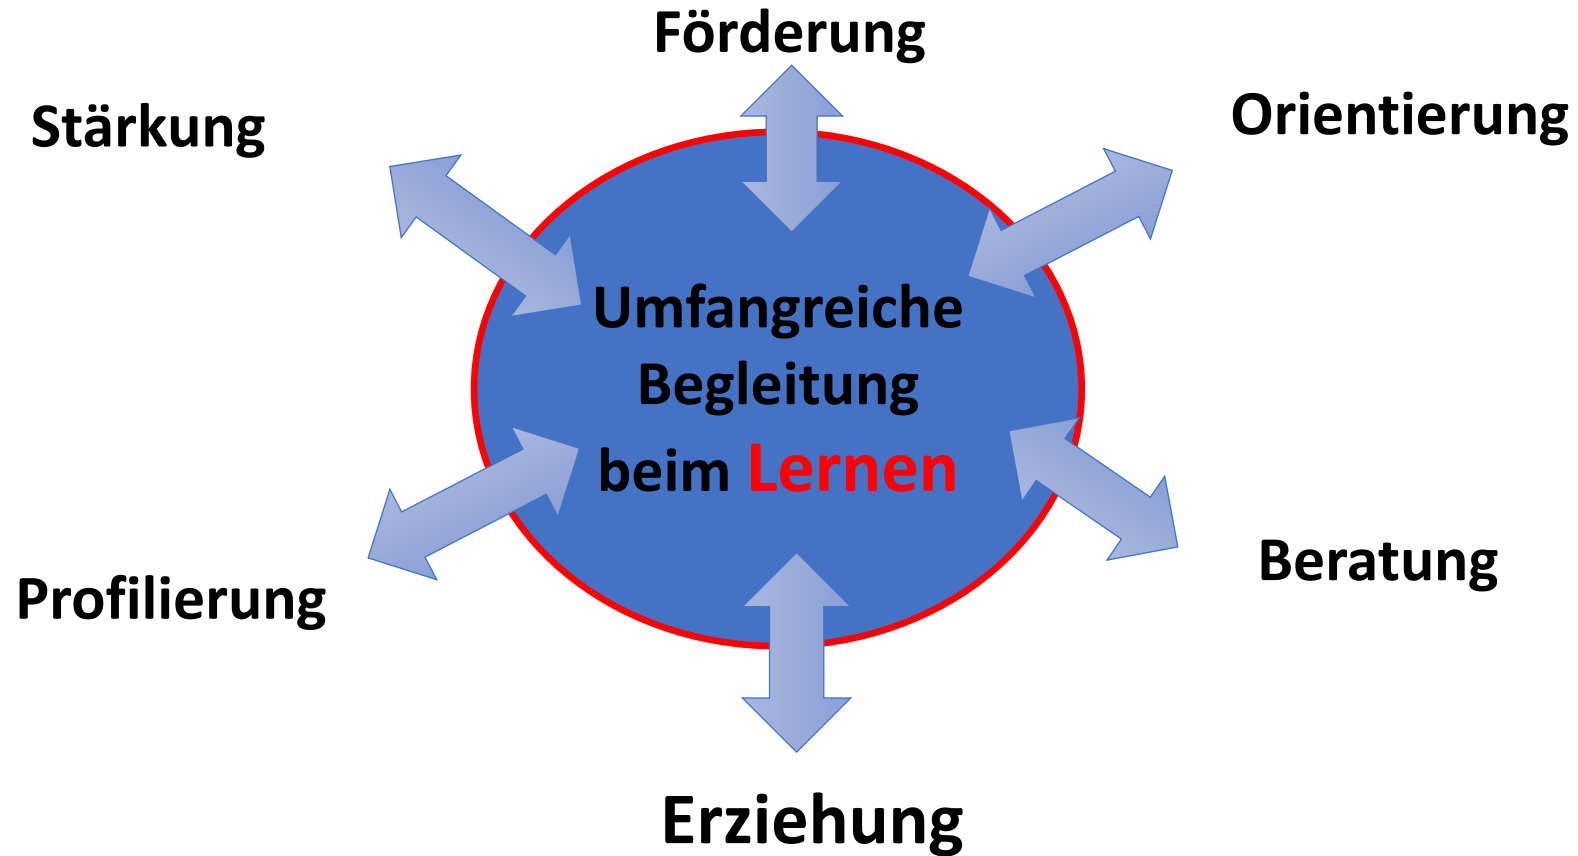 Förderung
Stärkung
Orientierung
Umfangreiche
Begleitung
beim Lernen
Profilierung
Beratung
Erziehung